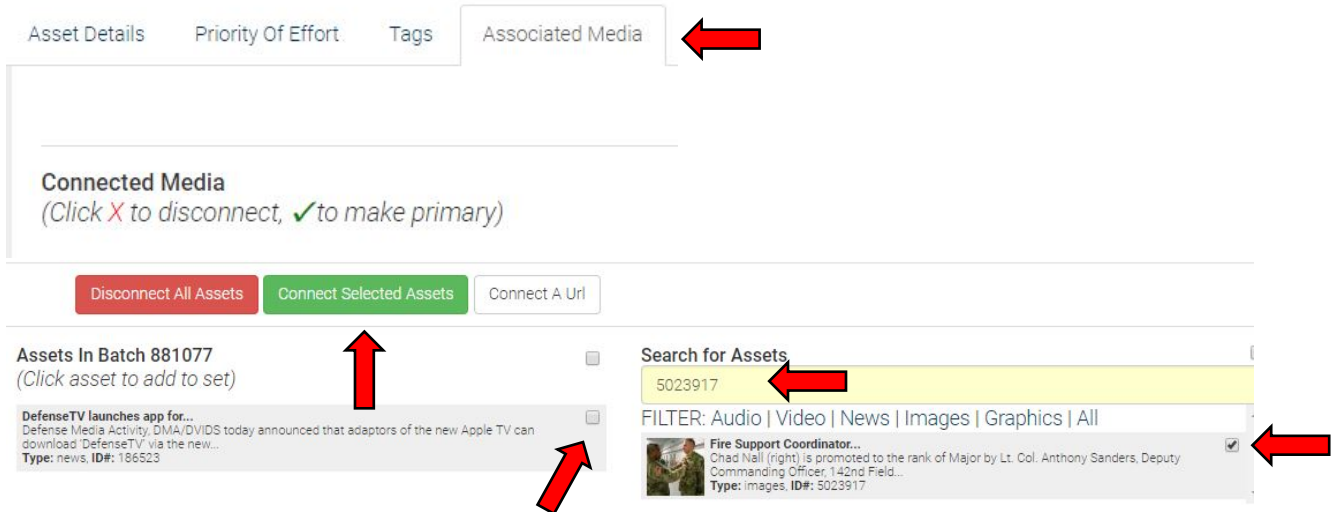 Asset Details Priority Of Effort Tags Associated Media
Connected Media
(Click X to disconnect, ✓to make primary)
Disconnect All Assets Connect Selected Assets Connect A Url
Assets In Batch 881077
(Click asset to add to set)
DefenseTV launches app for...
Defense Media Activity, DMA/DVIDS today announced that adaptors of the new Apple TV can
download 'DefenseTV' via the new...
Type: news, ID#: 186523
Search for Assets
5023917
FILTER: Audio | Video | News | Images | Graphics | All
Fire Support Coordinator...
Chad Nall (right) is promoted to the rank of Major by Lt. Col. Anthony Sanders, Deputy
Commanding Officer, 142nd Field...
Type: images, ID#: 5023917